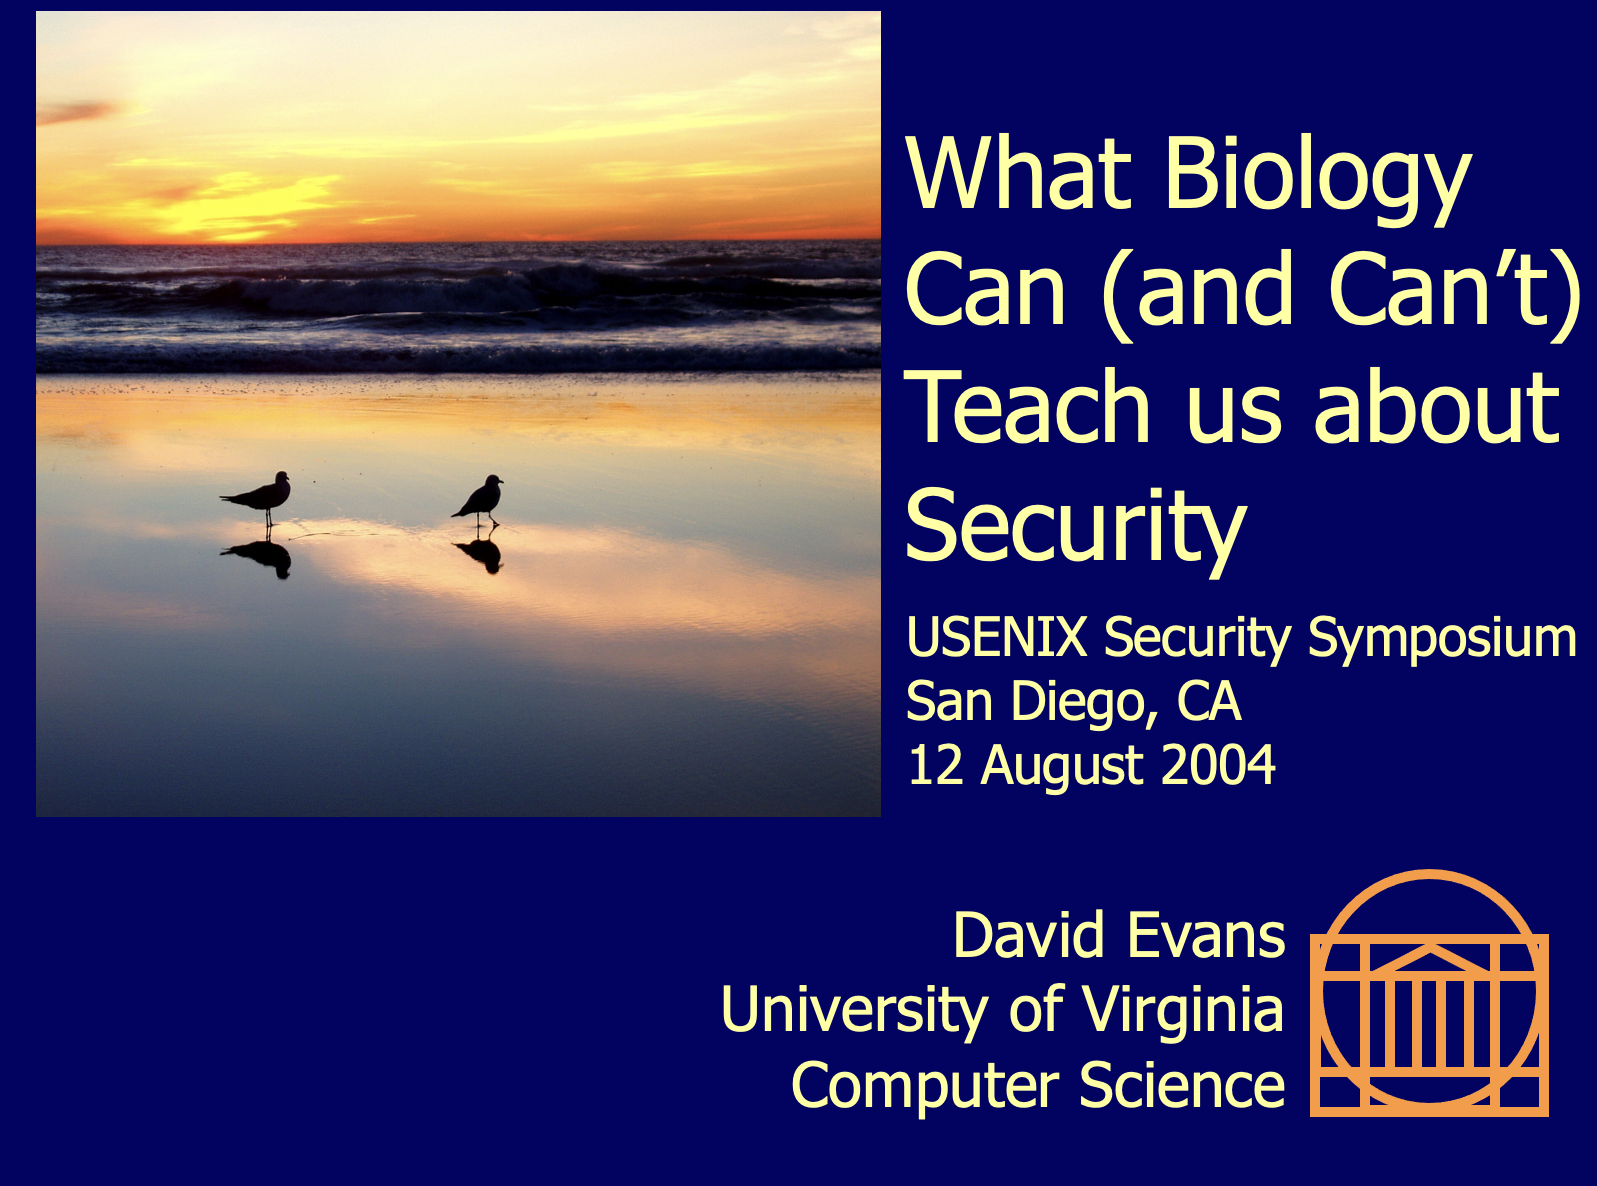 What Biology
Can (and Can’t)
Teach us about
Security
USENIX Security Symposium
San Diego, CA
12 August 2004
David Evans
University of Virginia
Computer Science